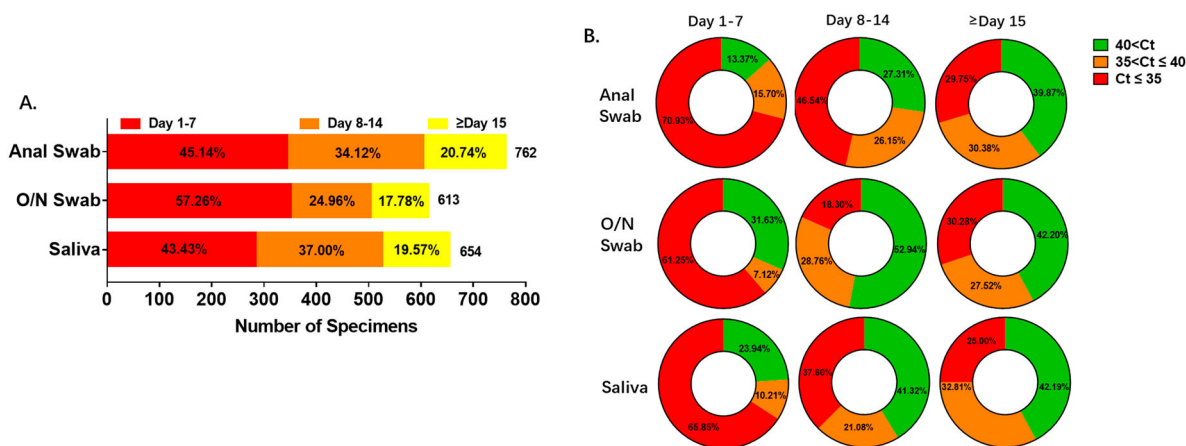 A.
Day 1-7 Day 8-14 ≥Day 15
Anal Swab 45.14% 34.12% 20.74% 762
O/N Swab 57.26% 24.96% 17.78% 613
Saliva 43.43% 37.00% 19.57% 654
0 100 200 300 400 500 600 700 800
Number of Specimens
B.
Day 1-7 Day 8-14 ≥Day 15
40<Ct
35<Ct ≤ 40
Ct ≤ 35
Anal
Swab
13.37% 15.70% 70.93%
27.31% 26.15% 46.54%
39.87% 30.38% 29.75%
O/N
Swab
31.63% 7.12% 61.25%
52.94% 28.76% 18.30%
42.20% 27.52% 30.28%
Saliva
23.94% 10.21% 65.85%
41.32% 21.08% 37.60%
42.19% 32.81% 25.00%